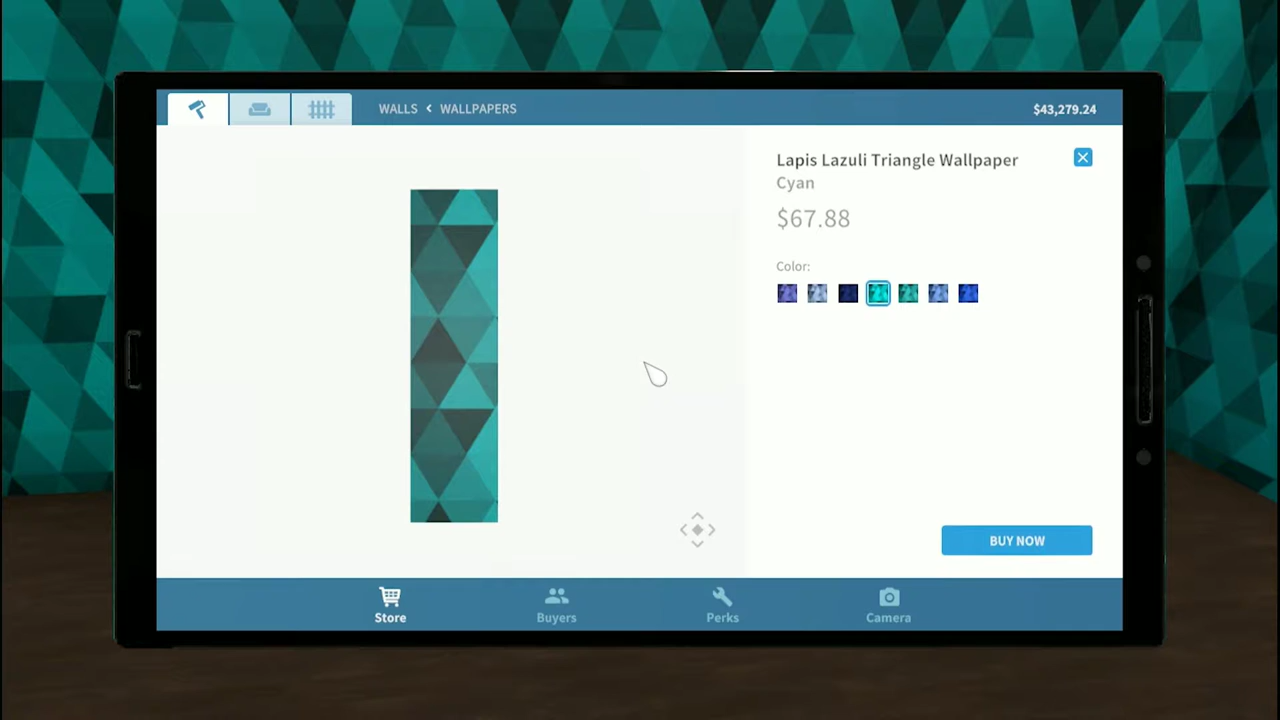 WALLS < WALLPAPERS
$43,279.24
Lapis Lazuli Triangle Wallpaper
Cyan
$67.88
Color:
BUY NOW
Store
Buyers
Perks
Camera